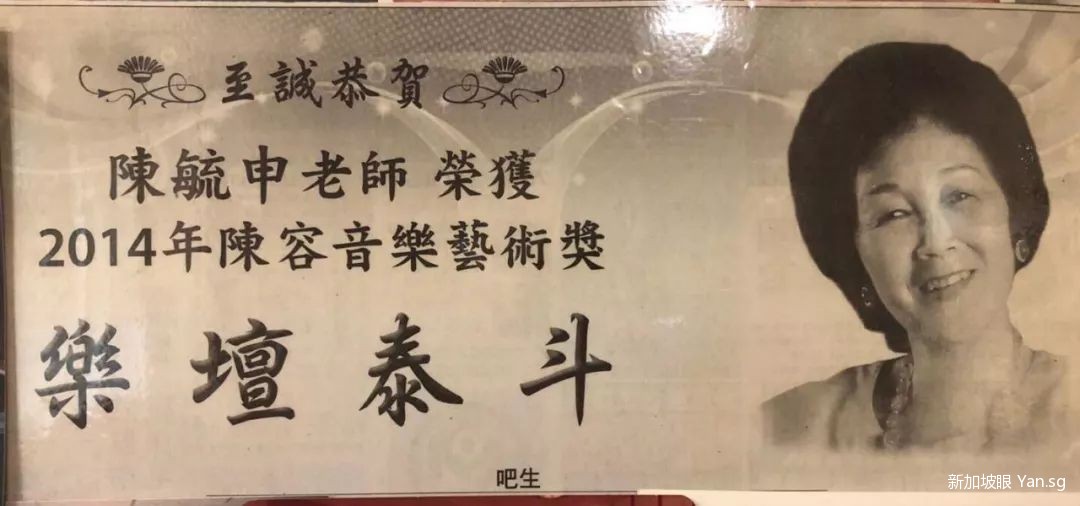 至誠恭賀
陳毓申老師 榮獲
2014年陳容音樂藝術獎
樂壇泰斗
吧生
新加坡眼 Yan.sg